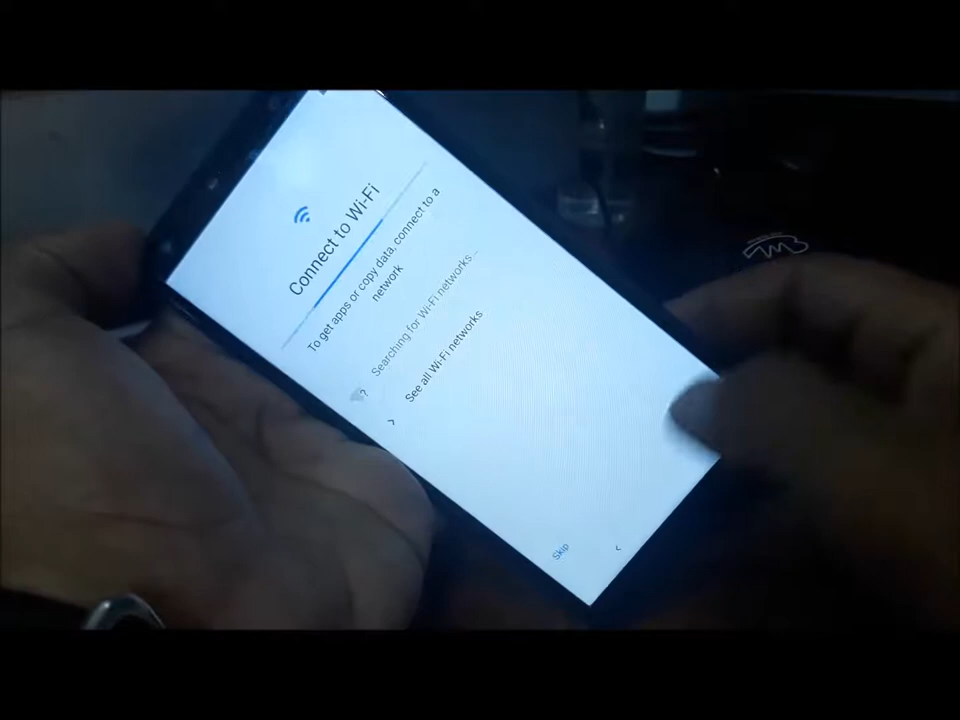 Connect to Wi-Fi
To get apps or copy data, connect to a
network
Searching for Wi-Fi networks...
See all Wi-Fi networks
Skip